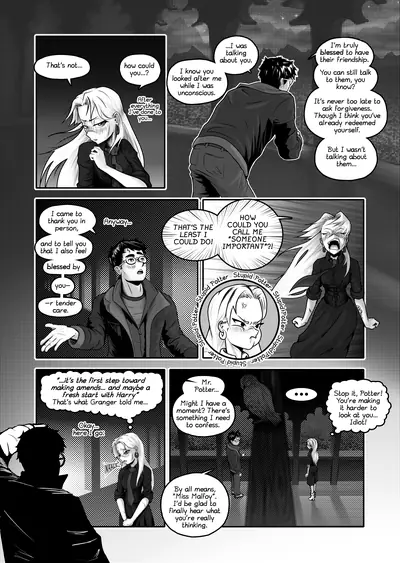 I'm truly
blessed to have
their friendship.
You can still
talk to them, you
know?
It's never too late to
ask forgiveness.
Though I think you've
already redeemed
yourself.
But I wasn't
talking about
them...
...I was
talking about you.
I know you
looked after me
while I was
unconscious.
That's not...
how could
you...?
After
everything
I've done to
you...
Anyway...
I came to
thank you in
person,
and to tell you
that I also feel
blessed by
you—
—r tender
care.
THAT'S THE
LEAST I
COULD DO!
HOW
COULD YOU
CALL ME
"SOMEONE
IMPORTANT"?!
Stupid Potter
Stupid Potter
Stupid Potter
Stupid Potter
"...it's the first step toward
making amends... and maybe a
fresh start with Harry"
That's what Granger told me...
Okay...
here I go:
Mr.
Potter...
Might I have a
moment? There's
something I need
to confess.
...
Stop it, Potter!
You're making it
harder to look
at you...
Idiot!
By all means,
"Miss Malfoy". I'd
be glad to
finally hear what
you're really
thinking.